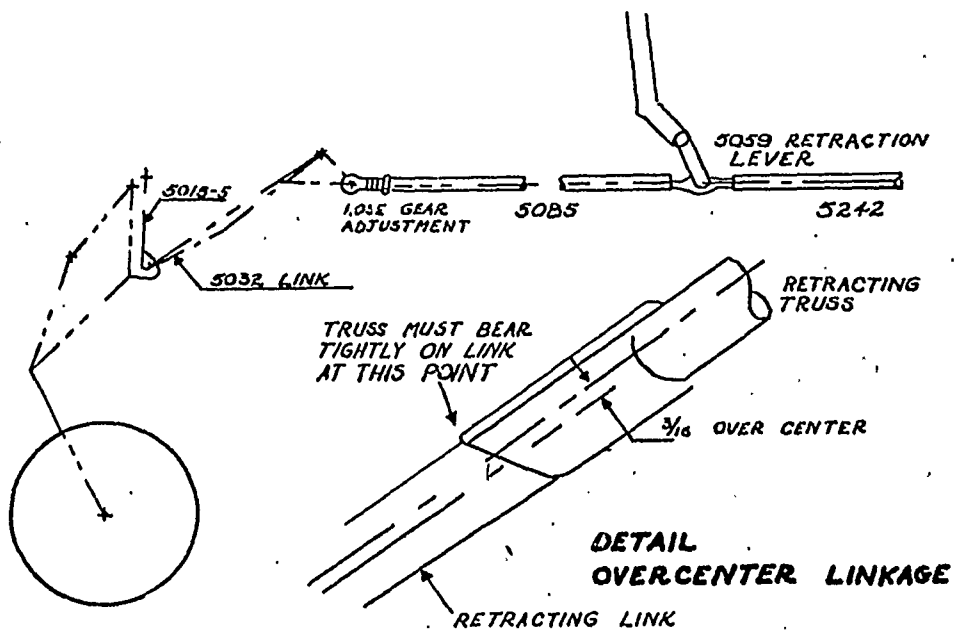 5059 RETRACTION
LEVER
5015-5
NOSE GEAR
ADJUSTMENT
5085
5242
5032 LINK
RETRACTING
TRUSS
TRUSS MUST BEAR
TIGHTLY ON LINK
AT THIS POINT
3/16 OVER CENTER
DETAIL
OVERCENTER LINKAGE
RETRACTING LINK